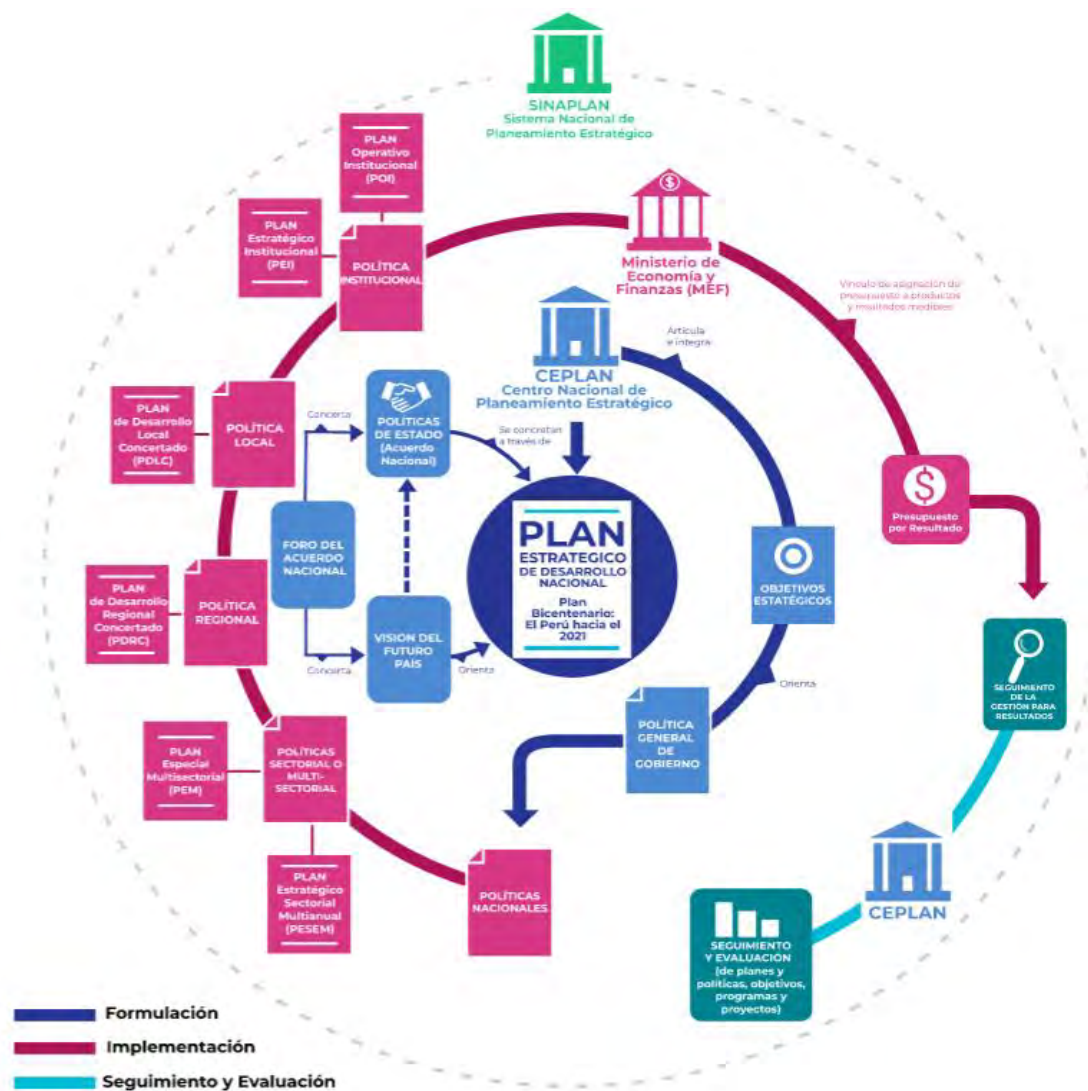 SINAPLAN
Sistema Nacional de
Planeamiento Estratégico
PLAN
Operativo
Institucional
(POI)
PLAN
Estratégico
Institucional
(PEI)
POLÍTICA
INSTITUCIONAL
Ministerio de
Economía y
Finanzas (MEF)
Vínculo de asignación de
presupuesto a productos
y resultados medibles
CEPLAN
Centro Nacional de
Planeamiento Estratégico
Articula
e integra
PLAN
de Desarrollo
Local
Concertado
(PDLC)
POLÍTICA
LOCAL
Concerta
POLÍTICAS
DE ESTADO
(Acuerdo
Nacional)
Se concretan
a través de
Presupuesto
por Resultado
FORO DEL
ACUERDO
NACIONAL
PLAN
ESTRATEGICO
DE DESARROLLO
NACIONAL
Plan
Bicentenario:
El Perú hacia el
2021
OBJETIVOS
ESTATÉGICOS
PLAN
de Desarrollo
Regional
Concertado
(PDRC)
POLÍTICA
REGIONAL
Concerta
VISIÓN DEL
FUTURO
PAÍS
Orienta
Orienta
SEGUIMIENTO
DE LA
GESTIÓN PARA
RESULTADOS
PLAN
Especial
Multisectorial
(PEM)
POLÍTICAS
SECTORIAL O
MULTI-
SECTORIAL
POLÍTICA
GENERAL
DE
GOBIERNO
PLAN
Estratégico
Sectorial
Multianual
(PESEM)
POLÍTICAS
NACIONALES
CEPLAN
SEGUIMIENTO
Y EVALUACIÓN
(de planes y
políticas, objetivos,
programas y
proyectos)
Formulación
Implementación
Seguimiento y Evaluación